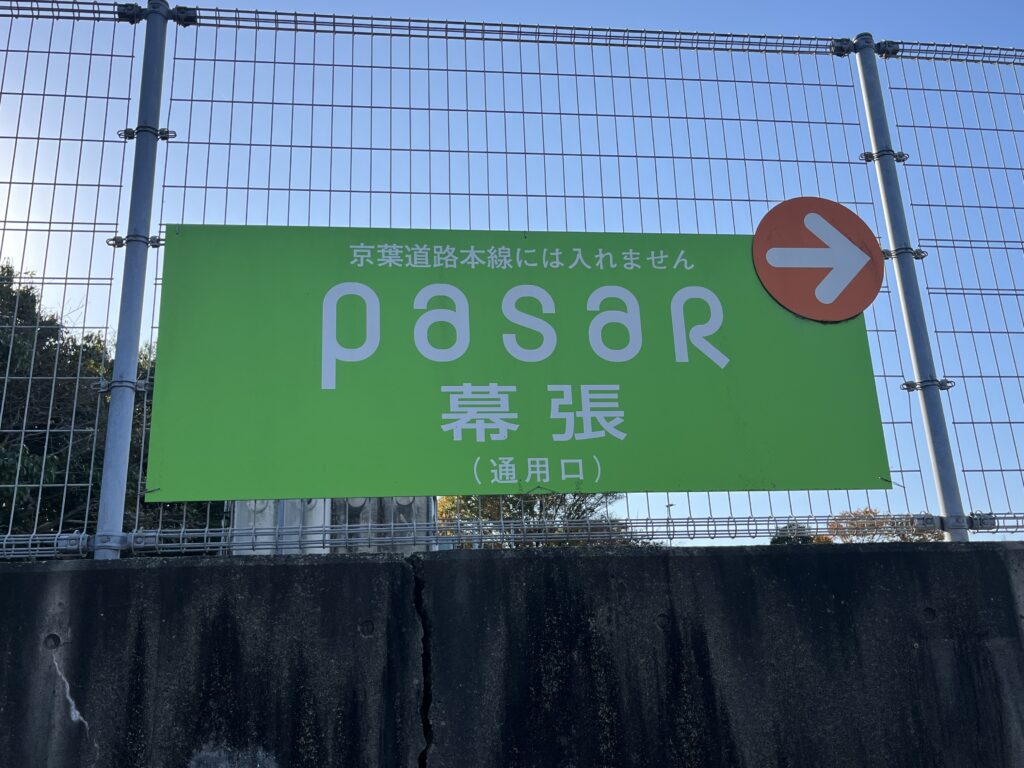 京葉道路本線には入れません
pasaR
幕張
(通用口)